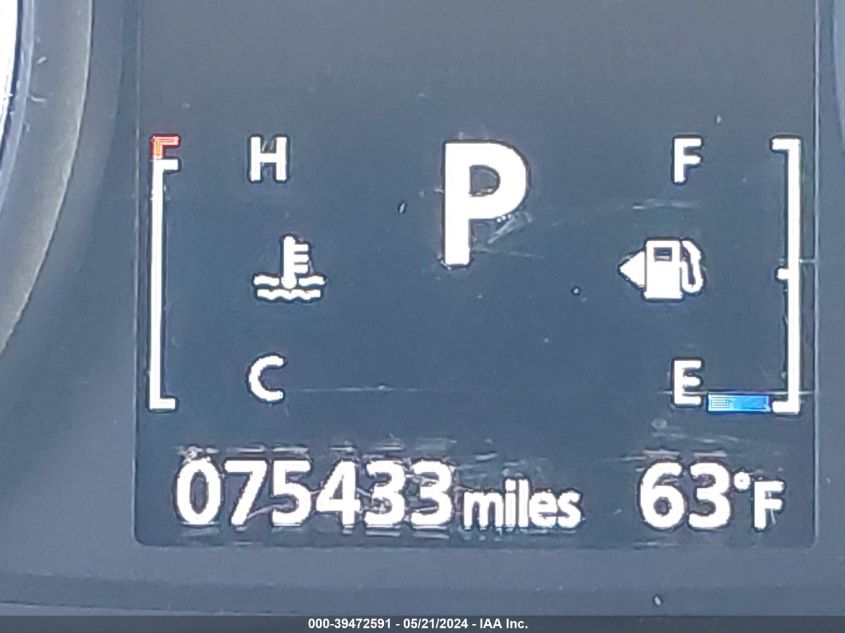 H P F
C E
075433 miles 63°F
000-39472591 - 05/21/2024 - IAA Inc.